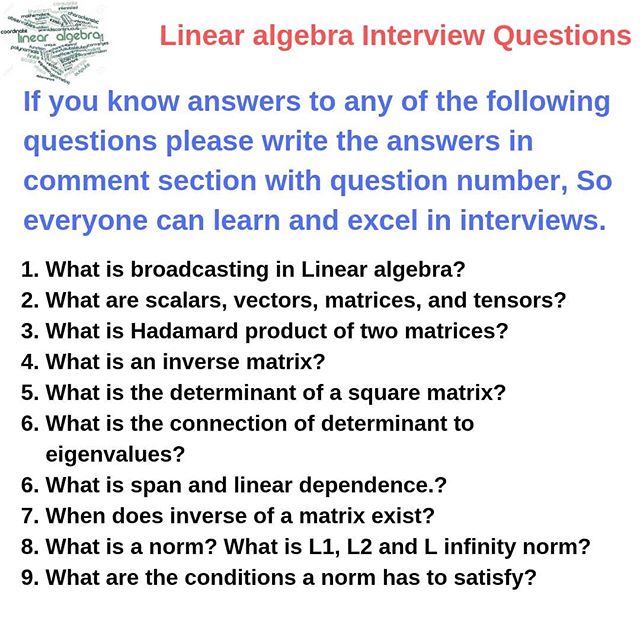 coordinate
linear algebra
Linear algebra Interview Questions
If you know answers to any of the following
questions please write the answers in
comment section with question number, So
everyone can learn and excel in interviews.
1. What is broadcasting in Linear algebra?
2. What are scalars, vectors, matrices, and tensors?
3. What is Hadamard product of two matrices?
4. What is an inverse matrix?
5. What is the determinant of a square matrix?
6. What is the connection of determinant to
eigenvalues?
6. What is span and linear dependence.?
7. When does inverse of a matrix exist?
8. What is a norm? What is L1, L2 and L infinity norm?
9. What are the conditions a norm has to satisfy?